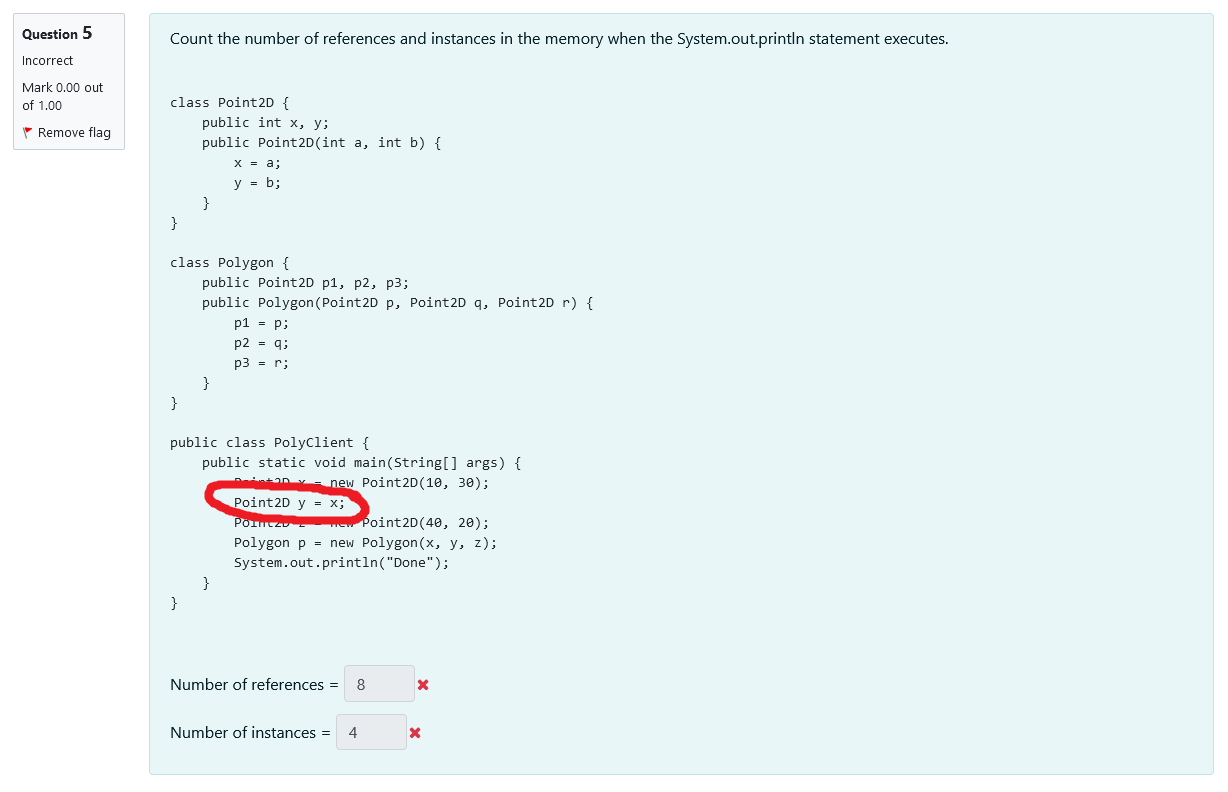 Question 5
Incorrect
Mark 0.00 out
of 1.00
Remove flag
Count the number of references and instances in the memory when the System.out.println statement executes.
class Point2D {
    public int x, y;
    public Point2D(int a, int b) {
        x = a;
        y = b;
    }
}
class Polygon {
    public Point2D p1, p2, p3;
    public Polygon(Point2D p, Point2D q, Point2D r) {
        p1 = p;
        p2 = q;
        p3 = r;
    }
}
public class PolyClient {
    public static void main(String[] args) {
        Point2D x = new Point2D(10, 30);
        Point2D y = x;
        Point2D z = new Point2D(40, 20);
        Polygon p = new Polygon(x, y, z);
        System.out.println("Done");
    }
}
Number of references = 8
Number of instances = 4